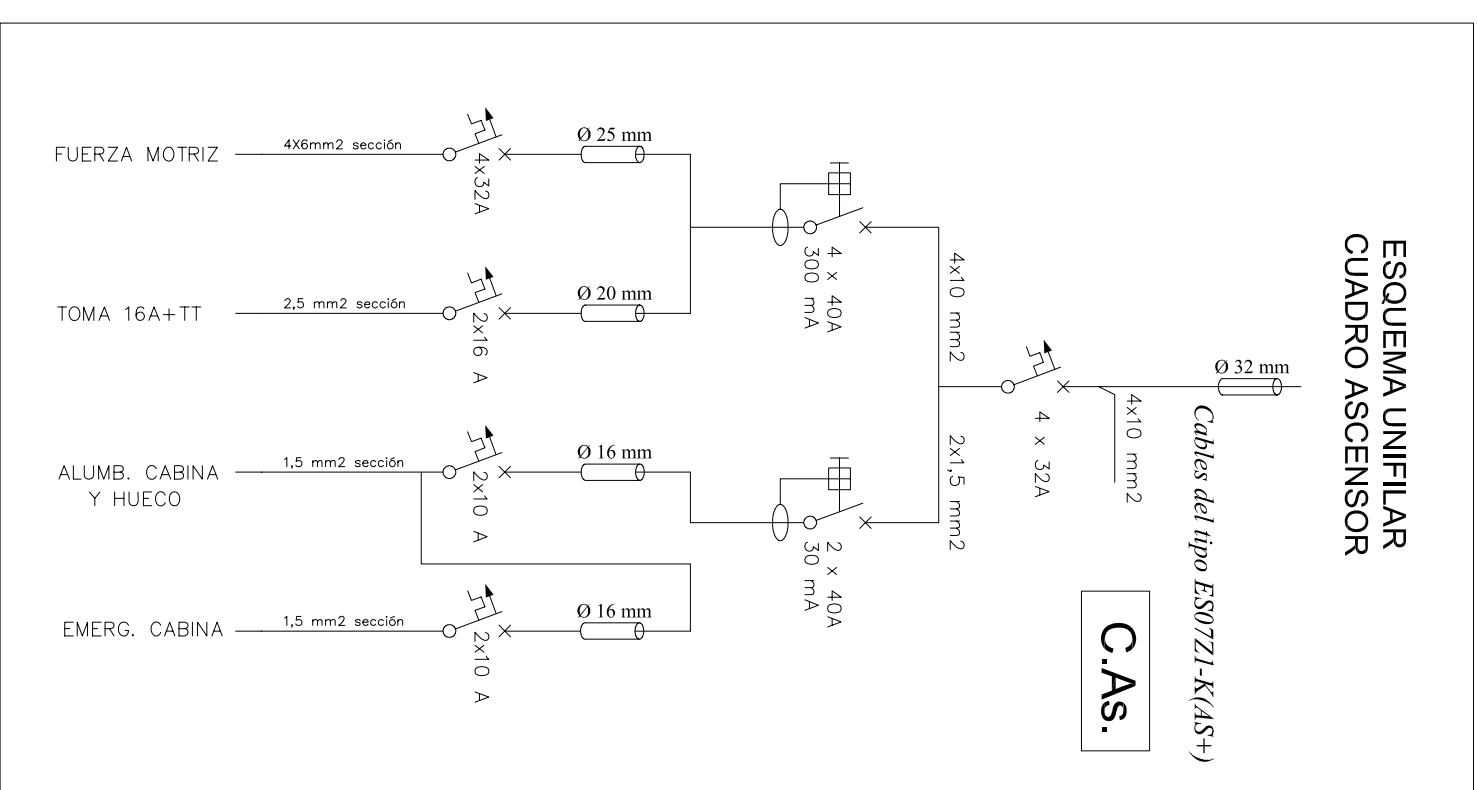 ESQUEMA UNIFILAR
CUADRO ASCENSOR
Ø 32 mm
4x10 mm2
Cables del tipo ES07Z1-K(AS+)
C.As.
4 x 32A
4x10 mm2
2x1,5 mm2
4 x 40A
300 mA
2 x 40A
30 mA
FUERZA MOTRIZ
4X6mm2 sección
4x32A
Ø 25 mm
TOMA 16A+TT
2,5 mm2 sección
2x16 A
Ø 20 mm
ALUMB. CABINA
Y HUECO
1,5 mm2 sección
2x10 A
Ø 16 mm
EMERG. CABINA
1,5 mm2 sección
2x10 A
Ø 16 mm